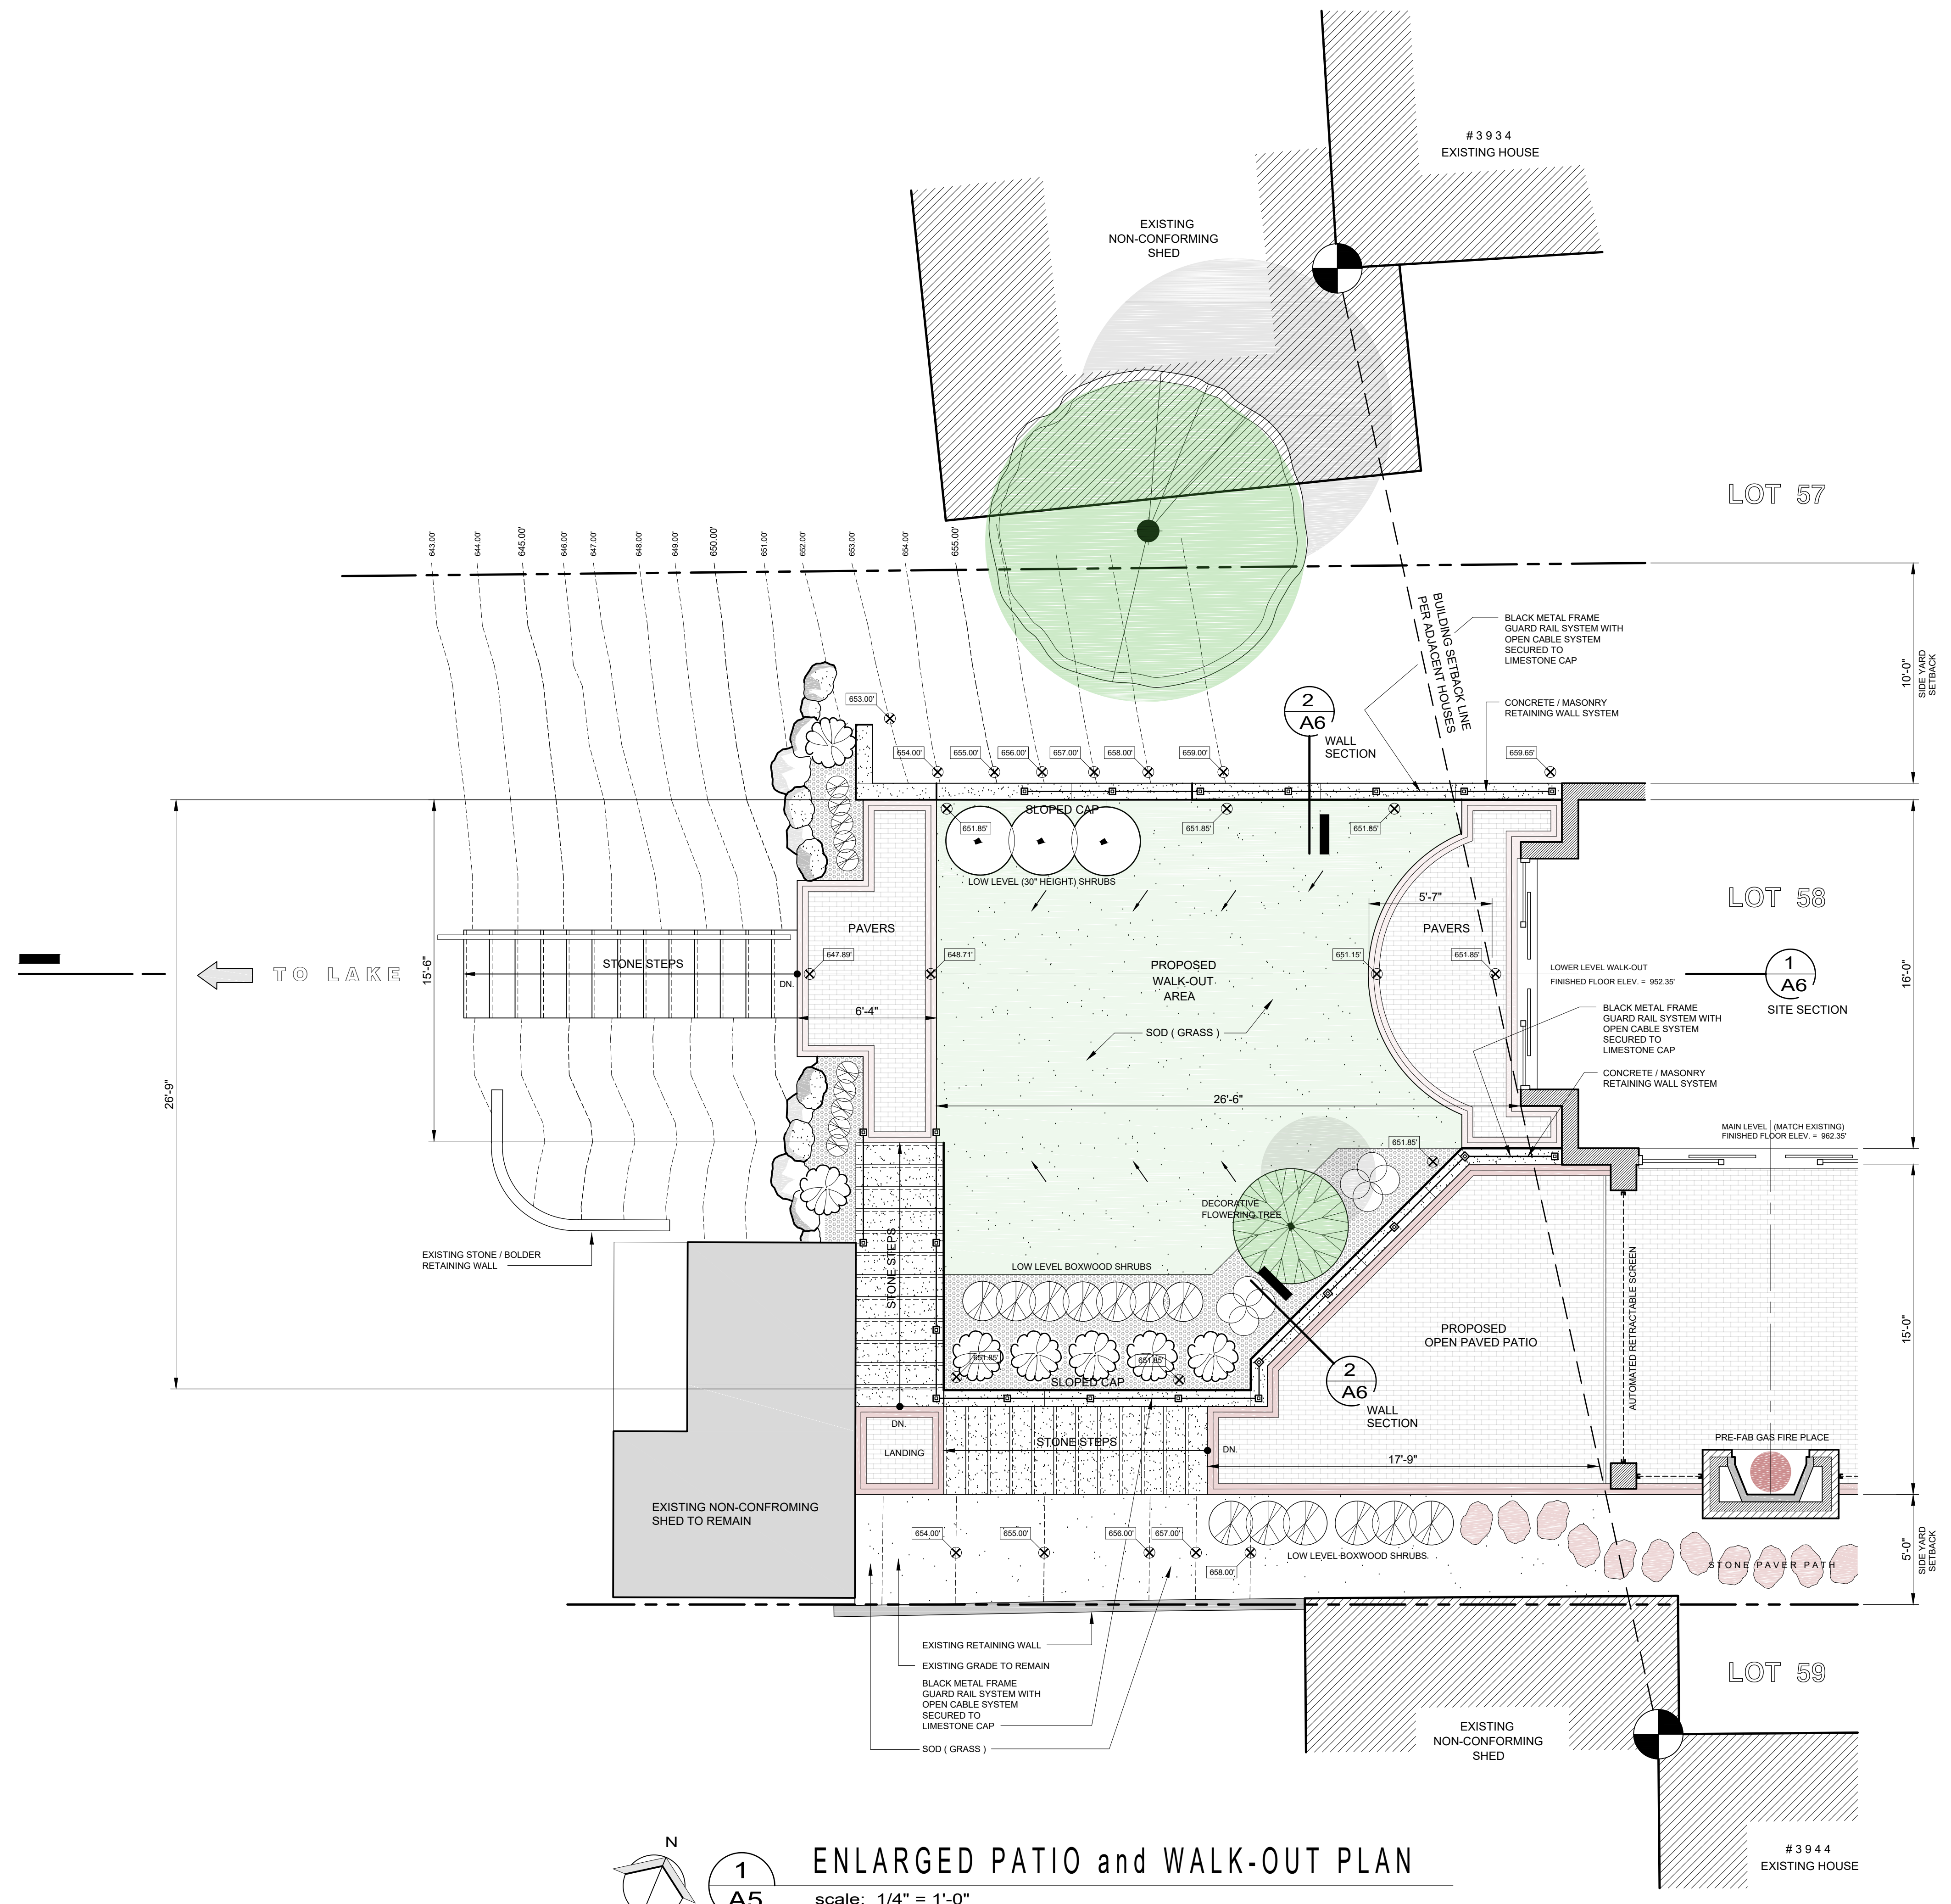 # 3 9 3 4
EXISTING HOUSE
EXISTING
NON-CONFORMING
SHED
LOT 57
643.00'
644.00'
645.00'
646.00'
647.00'
648.00'
649.00'
650.00'
651.00'
652.00'
653.00'
654.00'
655.00'
BUILDING SETBACK LINE
PER ADJACENT HOUSES
BLACK METAL FRAME
GUARD RAIL SYSTEM WITH
OPEN CABLE SYSTEM
SECURED TO
LIMESTONE CAP
10'-0"
SIDE YARD
SETBACK
653.00'
2
A6
WALL
SECTION
CONCRETE / MASONRY
RETAINING WALL SYSTEM
654.00'
655.00'
656.00'
657.00'
658.00'
659.00'
659.65'
SLOPED CAP
651.85'
651.85'
651.85'
LOW LEVEL (30" HEIGHT) SHRUBS
5'-7"
LOT 58
PAVERS
PAVERS
647.89'
648.71'
651.15'
651.85'
STONE STEPS
TO LAKE
DN.
15'-6"
6'-4"
PROPOSED
WALK-OUT
AREA
LOWER LEVEL WALK-OUT
FINISHED FLOOR ELEV. = 952.35'
1
A6
SITE SECTION
16'-0"
SOD ( GRASS )
BLACK METAL FRAME
GUARD RAIL SYSTEM WITH
OPEN CABLE SYSTEM
SECURED TO
LIMESTONE CAP
CONCRETE / MASONRY
RETAINING WALL SYSTEM
26'-9"
26'-6"
MAIN LEVEL (MATCH EXISTING)
FINISHED FLOOR ELEV. = 962.35'
651.85'
DECORATIVE
FLOWERING TREE
EXISTING STONE / BOLDER
RETAINING WALL
STONE STEPS
LOW LEVEL BOXWOOD SHRUBS
AUTOMATED RETRACTABLE SCREEN
PROPOSED
OPEN PAVED PATIO
15'-0"
651.85'
651.85'
SLOPED CAP
2
A6
WALL
SECTION
DN.
LANDING
STONE STEPS
DN.
17'-9"
PRE-FAB GAS FIRE PLACE
EXISTING NON-CONFROMING
SHED TO REMAIN
654.00'
655.00'
656.00'
657.00'
658.00'
LOW LEVEL BOXWOOD SHRUBS
STONE PAVER PATH
5'-0"
SIDE YARD
SETBACK
EXISTING RETAINING WALL
EXISTING GRADE TO REMAIN
BLACK METAL FRAME
GUARD RAIL SYSTEM WITH
OPEN CABLE SYSTEM
SECURED TO
LIMESTONE CAP
SOD ( GRASS )
LOT 59
EXISTING
NON-CONFORMING
SHED
# 3 9 4 4
EXISTING HOUSE
N
1
A5
ENLARGED PATIO and WALK-OUT PLAN
scale: 1/4" = 1'-0"